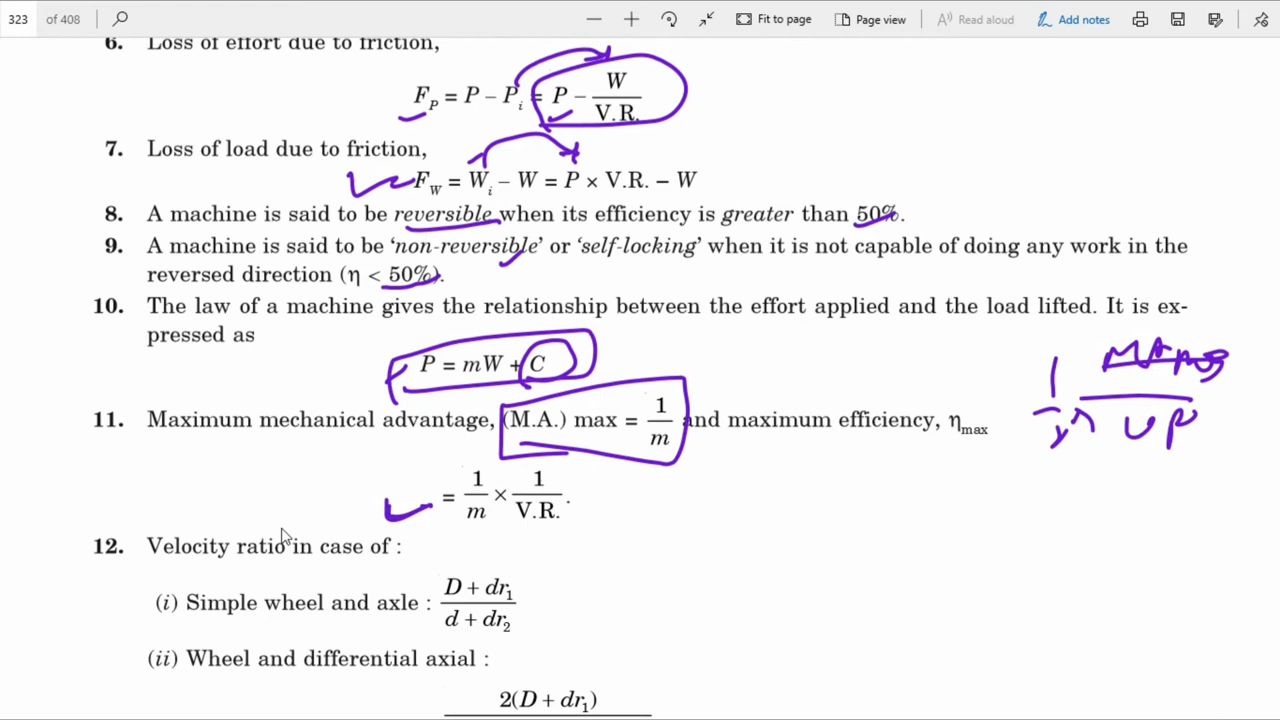 323 of 408 Fit to page Page view Read aloud Add notes
6. Loss of effort due to friction,
F_P = P – P_i = P – W/V.R.
7. Loss of load due to friction,
F_W = W_i – W = P × V.R. – W
8. A machine is said to be reversible when its efficiency is greater than 50%.
9. A machine is said to be ‘non-reversible’ or ‘self-locking’ when it is not capable of doing any work in the
reversed direction (η < 50%).
10. The law of a machine gives the relationship between the effort applied and the load lifted. It is ex-
pressed as
P = mW + C
11. Maximum mechanical advantage, (M.A.) max = 1/m and maximum efficiency, η_max
= 1/m × 1/V.R.
12. Velocity ratio in case of :
(i) Simple wheel and axle : D + dr₁ / d + dr₂
(ii) Wheel and differential axial :
2(D + dr₁)